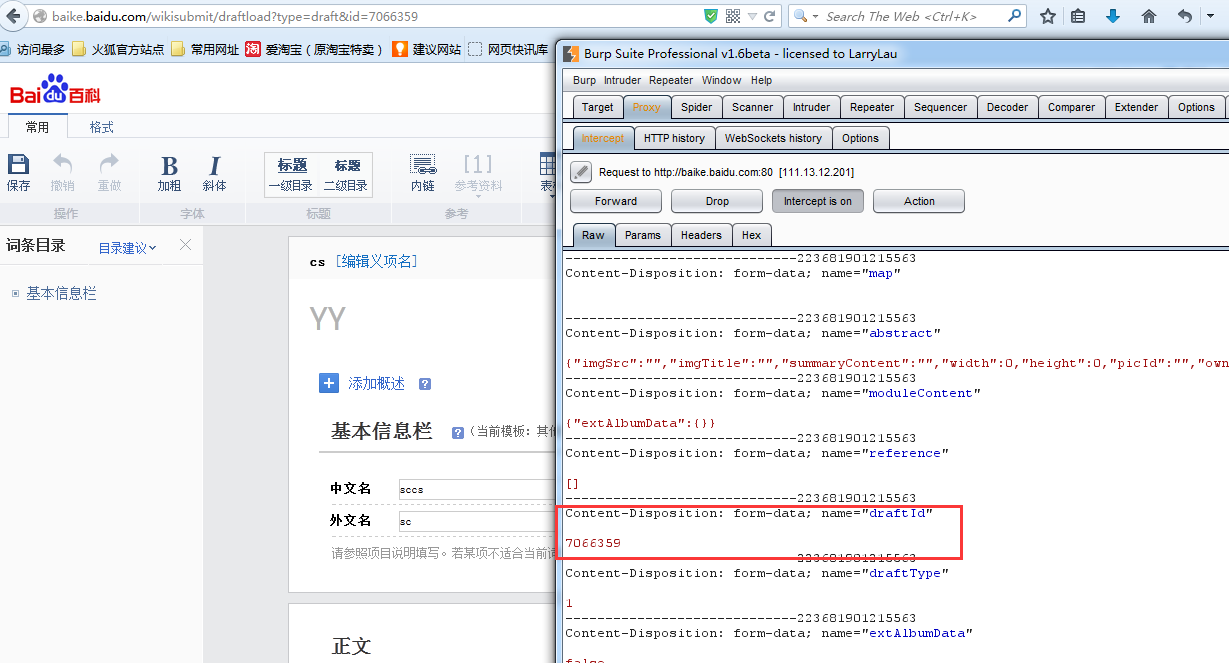 baike.baidu.com/wikisubmit/draftload?type=draft&id=7066359
Search The Web <Ctrl+K>
访问最多 火狐官方站点 常用网址 淘 爱淘宝（原淘宝特卖） 建议网站 网页快讯库
Baidu百科
常用 格式
保存 撤销 重做
B I
加粗 斜体
标题 标题
一级目录 二级目录
内链 [1] 参考资料
操作 字体 标题 参考
词条目录 目录建议
基本信息栏
cs [编辑义项名]
YY
+ 添加概述 ?
基本信息栏 ? （当前模板：其
中文名 sccs
外文名 sc
请参照项目说明填写。若某项不适合当前
正文
Burp Suite Professional v1.6beta - licensed to LarryLau
Burp Intruder Repeater Window Help
Target Proxy Spider Scanner Intruder Repeater Sequencer Decoder Comparer Extender Options
Intercept HTTP history WebSockets history Options
Request to http://baike.baidu.com:80 [111.13.12.201]
Forward Drop Intercept is on Action
Raw Params Headers Hex
-----------------------------223681901215563
Content-Disposition: form-data; name="map"
-----------------------------223681901215563
Content-Disposition: form-data; name="abstract"
{"imgSrc":"","imgTitle":"","summaryContent":"","width":0,"height":0,"picId":"","own
-----------------------------223681901215563
Content-Disposition: form-data; name="moduleContent"
{"extAlbumData":{}}
-----------------------------223681901215563
Content-Disposition: form-data; name="reference"
[]
-----------------------------223681901215563
Content-Disposition: form-data; name="draftId"
7066359
-----------------------------223681901215563
Content-Disposition: form-data; name="draftType"
1
-----------------------------223681901215563
Content-Disposition: form-data; name="extAlbumData"
false